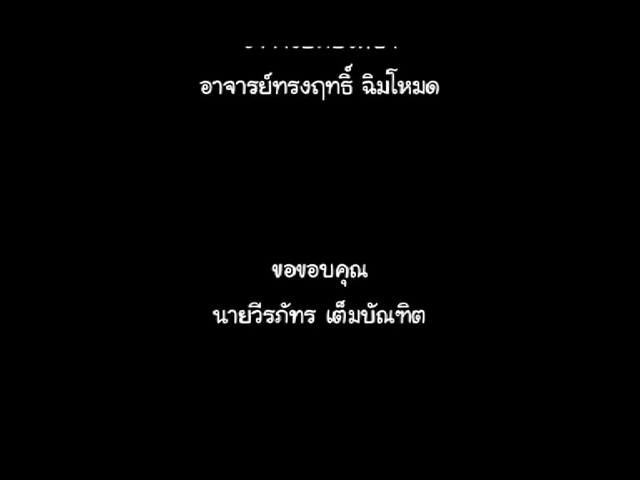 อาจารย์ทรงฤทธิ์ ฉิมโหมด
ขอขอบคุณ
นายวีรภัทร เต็มบัณฑิต